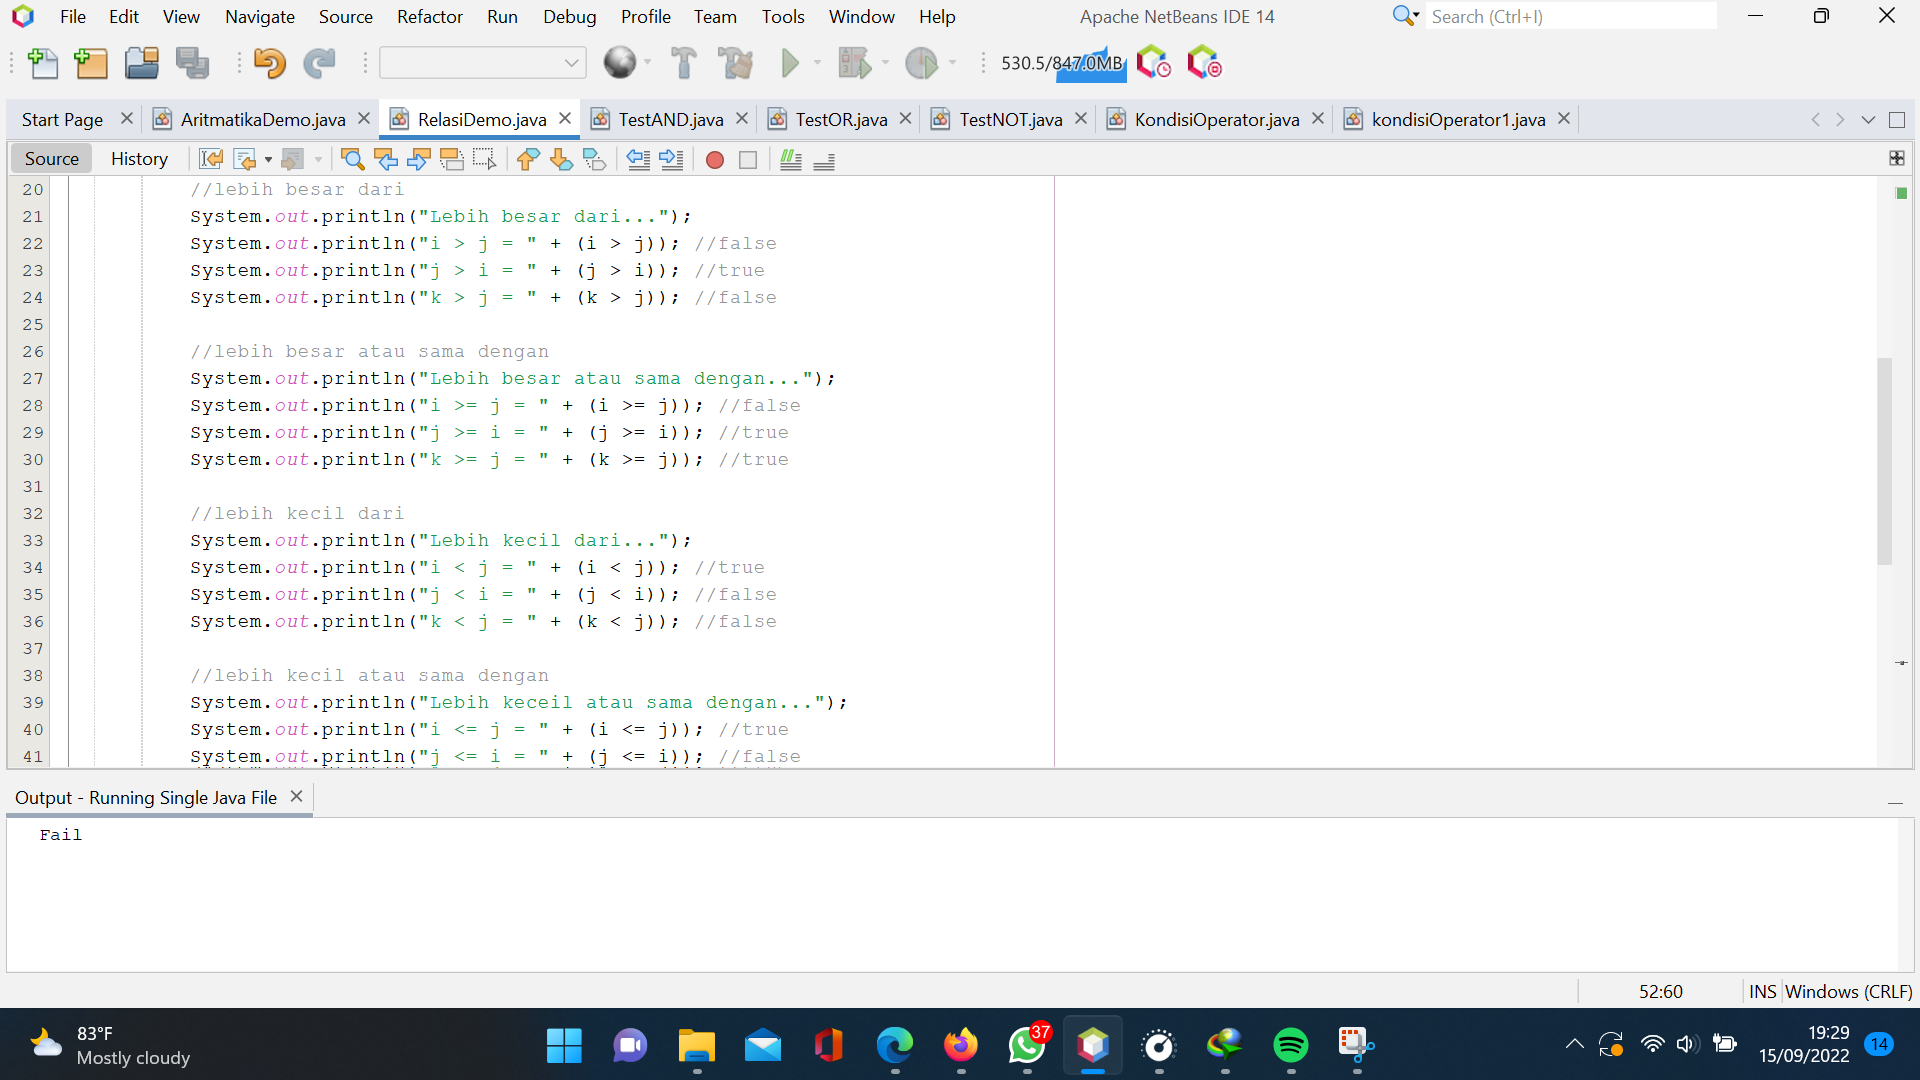 File Edit View Navigate Source Refactor Run Debug Profile Team Tools Window Help Apache NetBeans IDE 14 Search (Ctrl+I)
530.5/847.0MB
Start Page AritmatikaDemo.java RelasiDemo.java TestAND.java TestOR.java TestNOT.java KondisiOperator.java kondisiOperator1.java
Source History
20 //lebih besar dari
21 System.out.println("Lebih besar dari...");
22 System.out.println("i > j = " + (i > j)); //false
23 System.out.println("j > i = " + (j > i)); //true
24 System.out.println("k > j = " + (k > j)); //false
25
26 //lebih besar atau sama dengan
27 System.out.println("Lebih besar atau sama dengan...");
28 System.out.println("i >= j = " + (i >= j)); //false
29 System.out.println("j >= i = " + (j >= i)); //true
30 System.out.println("k >= j = " + (k >= j)); //true
31
32 //lebih kecil dari
33 System.out.println("Lebih kecil dari...");
34 System.out.println("i < j = " + (i < j)); //true
35 System.out.println("j < i = " + (j < i)); //false
36 System.out.println("k < j = " + (k < j)); //false
37
38 //lebih kecil atau sama dengan
39 System.out.println("Lebih keceil atau sama dengan...");
40 System.out.println("i <= j = " + (i <= j)); //true
41 System.out.println("j <= i = " + (j <= i)); //false
Output - Running Single Java File
Fail
52:60 INS Windows (CRLF)
83°F
Mostly cloudy
37
19:29
15/09/2022
14